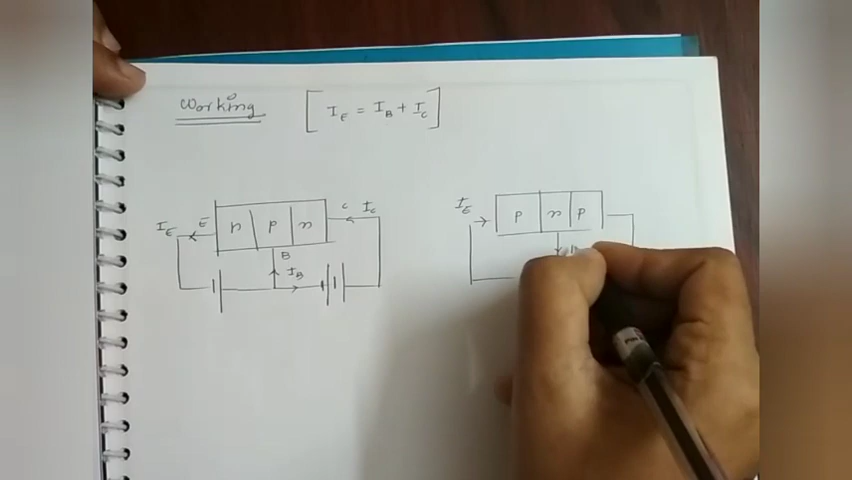 Working [ I_E = I_B + I_C ]
I_E E n p n C I_C
B
I_B
I_E p n p